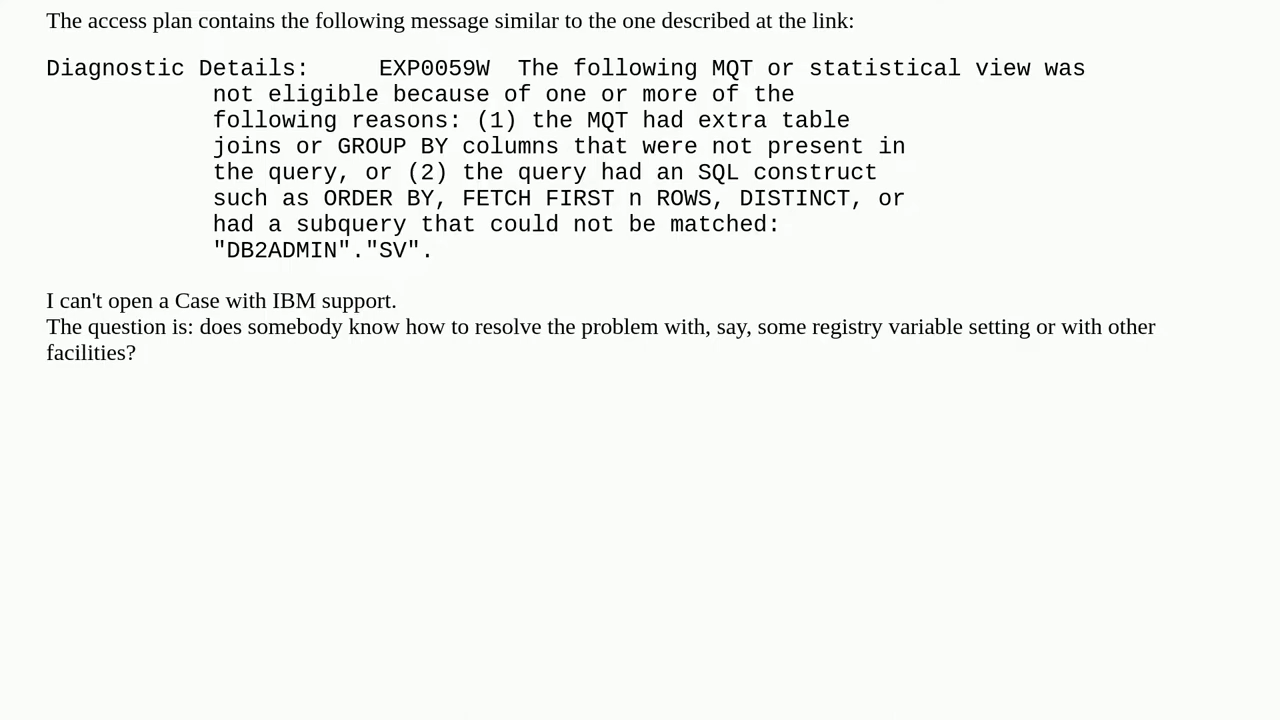 The access plan contains the following message similar to the one described at the link:
Diagnostic Details:     EXP0059W  The following MQT or statistical view was
            not eligible because of one or more of the
            following reasons: (1) the MQT had extra table
            joins or GROUP BY columns that were not present in
            the query, or (2) the query had an SQL construct
            such as ORDER BY, FETCH FIRST n ROWS, DISTINCT, or
            had a subquery that could not be matched:
            "DB2ADMIN"."SV".
I can't open a Case with IBM support.
The question is: does somebody know how to resolve the problem with, say, some registry variable setting or with other
facilities?